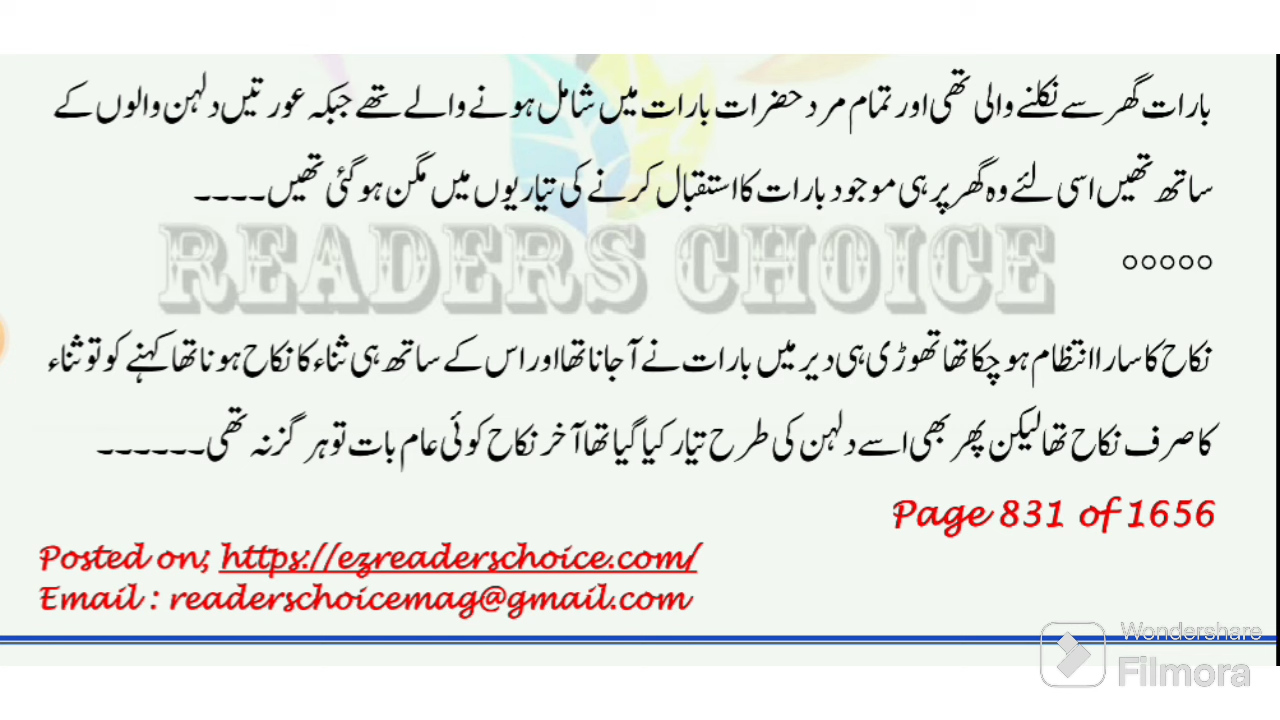 بارات گھر سے نکلنے والی تھی اور تمام مرد حضرات بارات میں شامل ہونے والے تھے جبکہ عورتیں دلہن والوں کے
ساتھ تھیں اسی لئے وہ گھر پر ہی موجود بارات کا استقبال کرنے کی تیاریوں میں مگن ہو گئی تھیں۔۔۔۔
READERS CHOICE
○○○○○
نکاح کا سارا انتظام ہو چکا تھا تھوڑی ہی دیر میں بارات نے آ جانا تھا اور اس کے ساتھ ہی ثناء کا نکاح ہونا تھا کہنے کو تو ثناء
کا صرف نکاح تھا لیکن پھر بھی اسے دلہن کی طرح تیار کیا گیا تھا آخر نکاح کوئی عام بات تو ہر گز نہ تھی۔۔۔۔۔۔
Page 831 of 1656
Posted on; https://ezreaderschoice.com/
Email : readerschoicemag@gmail.com
Wondershare
Filmora